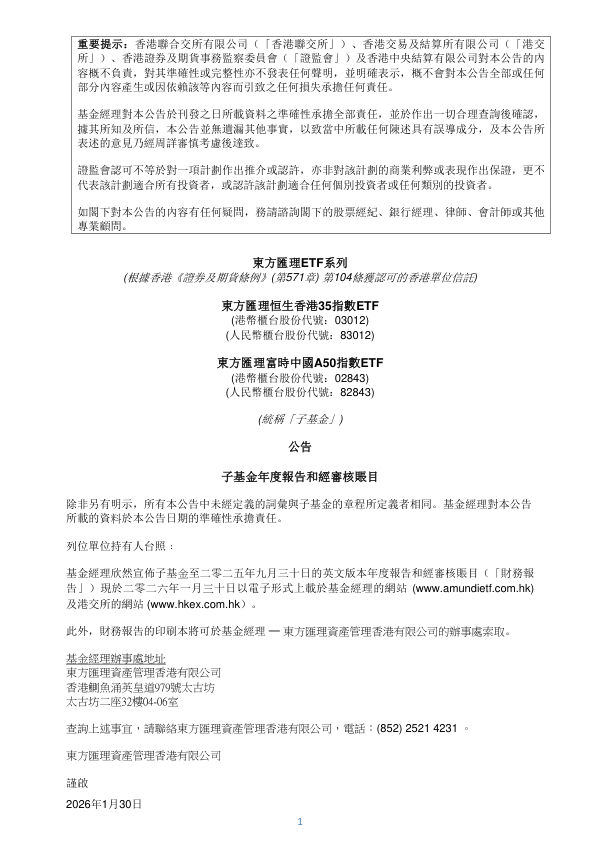 重要提示：香港聯合交所有限公司（「香港聯交所」）、香港交易及結算所有限公司（「港交
所」）、香港證券及期貨事務監察委員會（「證監會」）及香港中央結算有限公司對本公告的內
容概不負責，對其準確性或完整性亦不發表任何聲明，並明確表示，概不會對本公告全部或任何
部分內容產生或因依賴該等內容而引致之任何損失承擔任何責任。
基金經理對本公告於刊發之日所載資料之準確性承擔全部責任，並於作出一切合理查詢後確認，
據其所知及所信，本公告並無遺漏其他事實，以致當中所載任何陳述具有誤導成分，及本公告所
表述的意見乃經周詳審慎考慮後達致。
證監會認可不等於對一項計劃作出推介或認許，亦非對該計劃的商業利弊或表現作出保證，更不
代表該計劃適合所有投資者，或認許該計劃適合任何個別投資者或任何類別的投資者。
如閣下對本公告的內容有任何疑問，務請諮詢閣下的股票經紀、銀行經理、律師、會計師或其他
專業顧問。
東方匯理ETF系列
(根據香港《證券及期貨條例》(第571章) 第104條獲認可的香港單位信託)
東方匯理恒生香港35指數ETF
(港幣櫃台股份代號：03012)
(人民幣櫃台股份代號：83012)
東方匯理富時中國A50指數ETF
(港幣櫃台股份代號：02843)
(人民幣櫃台股份代號：82843)
(統稱「子基金」)
公告
子基金年度報告和經審核賬目
除非另有明示，所有本公告中未經定義的詞彙與子基金的章程所定義者相同。基金經理對本公告
所載的資料於本公告日期的準確性承擔責任。
列位單位持有人台照：
基金經理欣然宣佈子基金至二零二五年九月三十日的英文版本年度報告和經審核賬目（「財務報
告」）現於二零二六年一月三十日以電子形式上載於基金經理的網站 (www.amundietf.com.hk)
及港交所的網站 (www.hkex.com.hk）。
此外，財務報告的印刷本將可於基金經理 — 東方匯理資產管理香港有限公司的辦事處索取。
基金經理辦事處地址
東方匯理資產管理香港有限公司
香港鰂魚涌英皇道979號太古坊
太古坊二座32樓04-06室
查詢上述事宜，請聯絡東方匯理資產管理香港有限公司，電話：(852) 2521 4231 。
東方匯理資產管理香港有限公司
謹啟
2026年1月30日
1